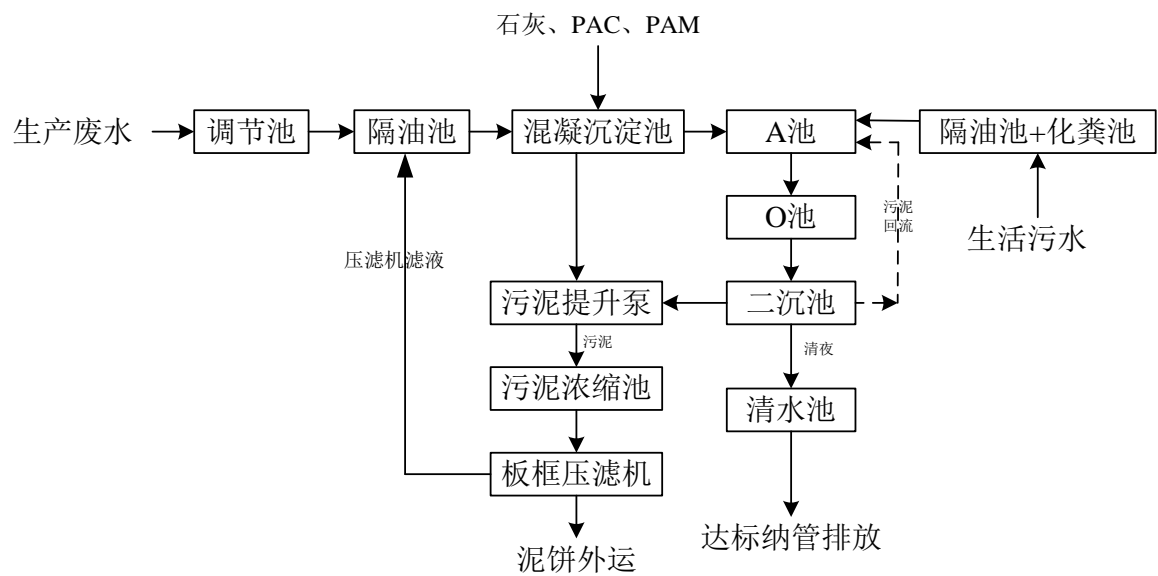 石灰、PAC、PAM
生产废水
调节池
隔油池
混凝沉淀池
A池
隔油池+化粪池
O池
污泥
回流
生活污水
压滤机滤液
污泥提升泵
二沉池
污泥
清夜
污泥浓缩池
清水池
板框压滤机
达标纳管排放
泥饼外运